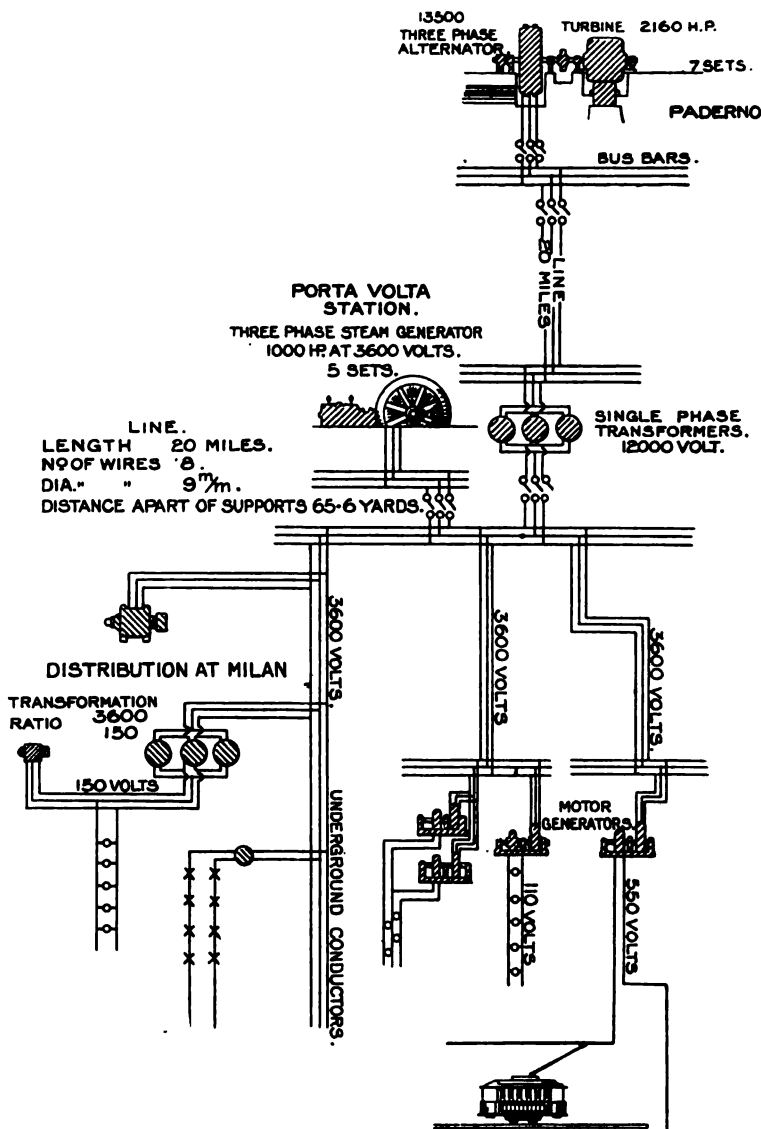 13500
THREE PHASE
ALTERNATOR
TURBINE 2160 H.P.
7 SETS.
PADERNO
BUS BARS.
LINE
20 MILES
PORTA VOLTA
STATION.
THREE PHASE STEAM GENERATOR
1000 HP. AT 3600 VOLTS.
5 SETS.
SINGLE PHASE
TRANSFORMERS.
12000 VOLT.
LINE.
LENGTH 20 MILES.
NO OF WIRES 8.
DIA. " " 9 m/m.
DISTANCE APART OF SUPPORTS 65·6 YARDS.
3600 VOLTS.
3600 VOLTS
3600 VOLTS.
DISTRIBUTION AT MILAN
TRANSFORMATION
RATIO 3600
150
150 VOLTS
UNDERGROUND CONDUCTORS.
MOTOR
GENERATORS
110 VOLTS
550 VOLTS